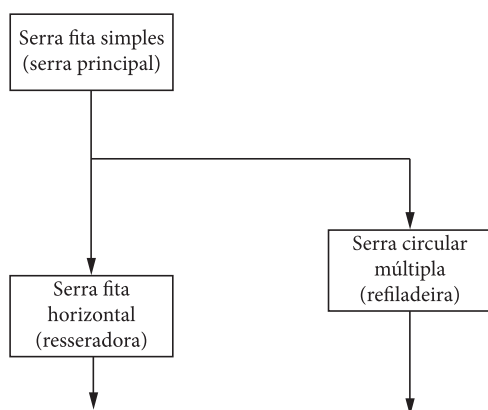 Serra fita simples
(serra principal)
Serra circular
múltipla
(refiladeira)
Serra fita
horizontal
(resseradora)